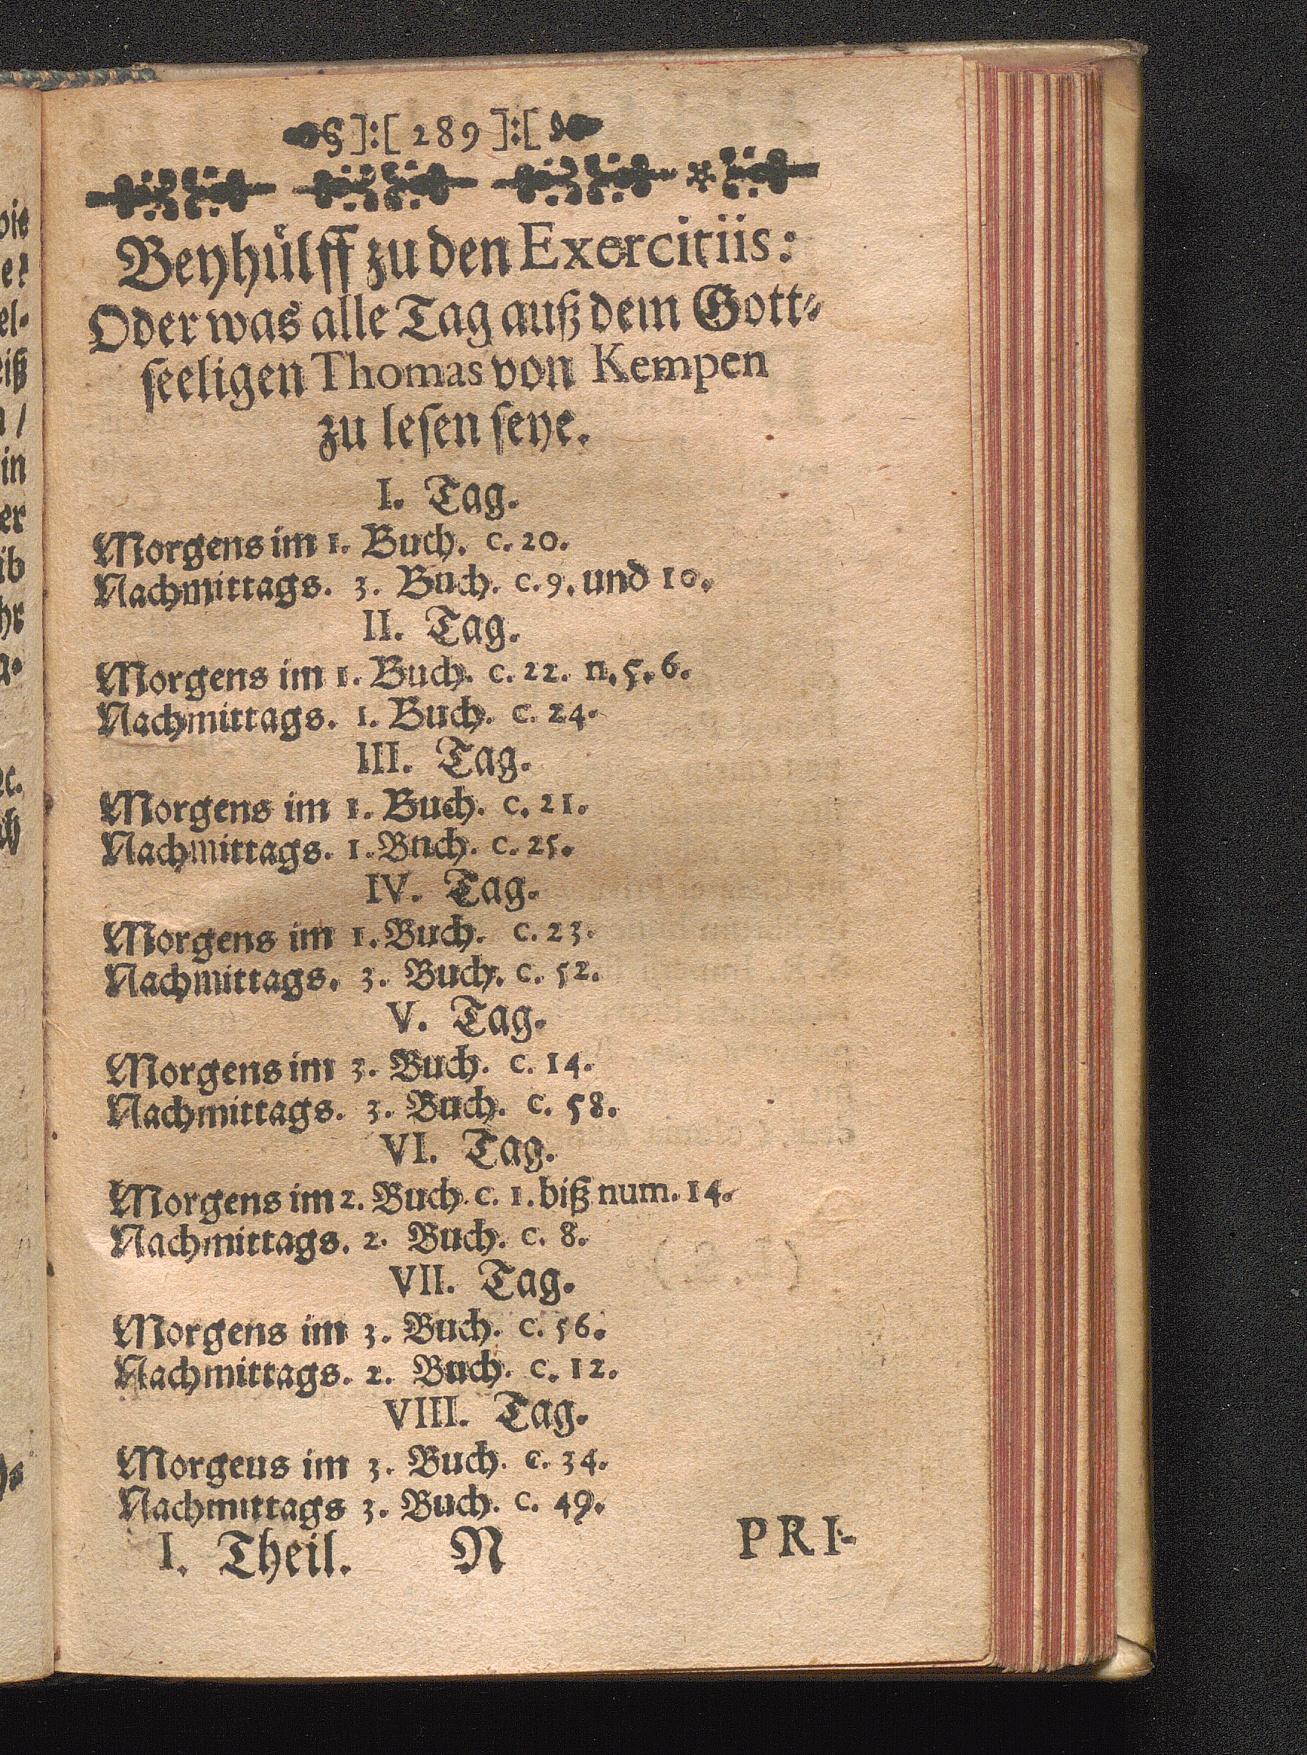 ]:[ 289 ]:[
Beyhülff zu den Exercitiis:
Oder was alle Tag auß dem Gott-
seeligen Thomas von Kempen
zu lesen seye.
I. Tag.
Morgens im 1. Buch. c. 20.
Nachmittags. 3. Buch. c. 9. und 10.
II. Tag.
Morgens im 1. Buch. c. 22. n. 5. 6.
Nachmittags. 1. Buch. c. 24.
III. Tag.
Morgens im 1. Buch. c. 21.
Nachmittags. 1. Bnch. c. 25.
IV. Tag.
Morgens im 1. Buch. c. 23.
Nachmittags. 3. Buch. c. 52.
V. Tag.
Morgens im 3. Buch. c. 14.
Nachmittags. 3. Buch. c. 58.
VI. Tag.
Morgens im 2. Buch. c. 1. biß num. 14.
Nachmittags. 2. Buch. c. 8.
VII. Tag.
Morgens im 3. Buch. c. 56.
Nachmittags. 2. Buch. c. 12.
VIII. Tag.
Morgeus im 3. Buch. c. 34.
Nachmittags 3. Buch. c. 49.
I. Theil. N PRI-